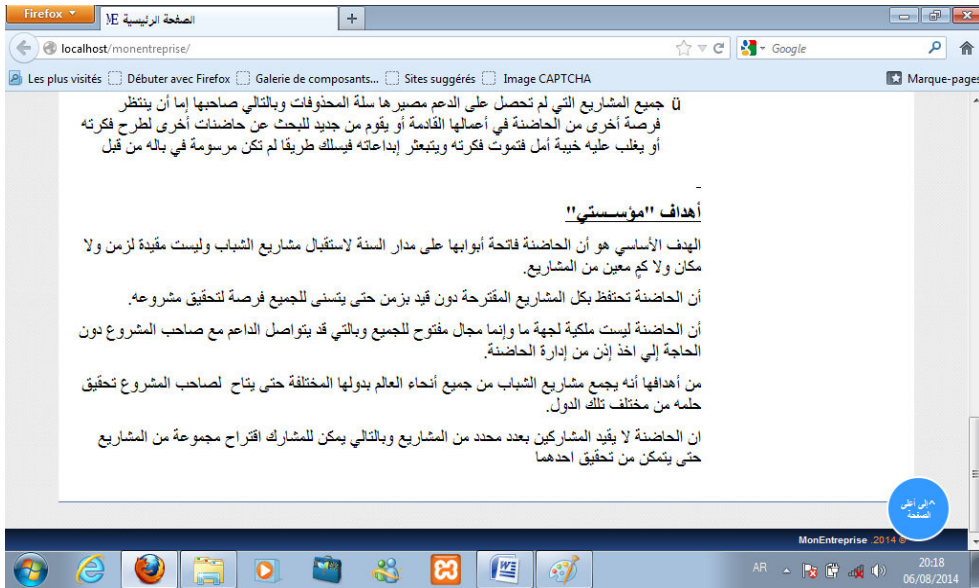 Firefox
الصفحة الرئيسية ME
localhost/monentreprise/
Google
Les plus visités Débuter avec Firefox Galerie de composants... Sites suggérés Image CAPTCHA Marque-pages
ü جميع المشاريع التي لم تحصل على الدعم مصيرها سلة المحذوفات وبالتالي صاحبها إما أن ينتظر
فرصة أخرى من الحاضنة في أعمالها القادمة أو يقوم من جديد للبحث عن حاضنات أخرى لطرح فكرته
أو يغلب عليه خيبة أمل فتموت فكرته ويتبعثر إبداعاته فيسلك طريقا لم تكن مرسومة في باله من قبل
أهداف "مؤسـستي"
الهدف الأساسي هو أن الحاضنة فاتحة أبوابها على مدار السنة لاستقبال مشاريع الشباب وليست مقيدة لزمن ولا
مكان ولا كم معين من المشاريع.
أن الحاضنة تحتفظ بكل المشاريع المقترحة دون قيد بزمن حتى يتسنى للجميع فرصة لتحقيق مشروعه.
أن الحاضنة ليست ملكية لجهة ما وإنما مجال مفتوح للجميع وبالتي قد يتواصل الداعم مع صاحب المشروع دون
الحاجة إلي اخذ إذن من إدارة الحاضنة.
من أهدافها أنه يجمع مشاريع الشباب من جميع أنحاء العالم بدولها المختلفة حتى يتاح لصاحب المشروع تحقيق
حلمه من مختلف تلك الدول.
ان الحاضنة لا يقيد المشاركين بعدد محدد من المشاريع وبالتالي يمكن للمشارك اقتراح مجموعة من المشاريع
حتى يتمكن من تحقيق احدهما
^إلى أعلى
الصفحة
MonEntreprise .2014 ©
AR
20:18
06/08/2014